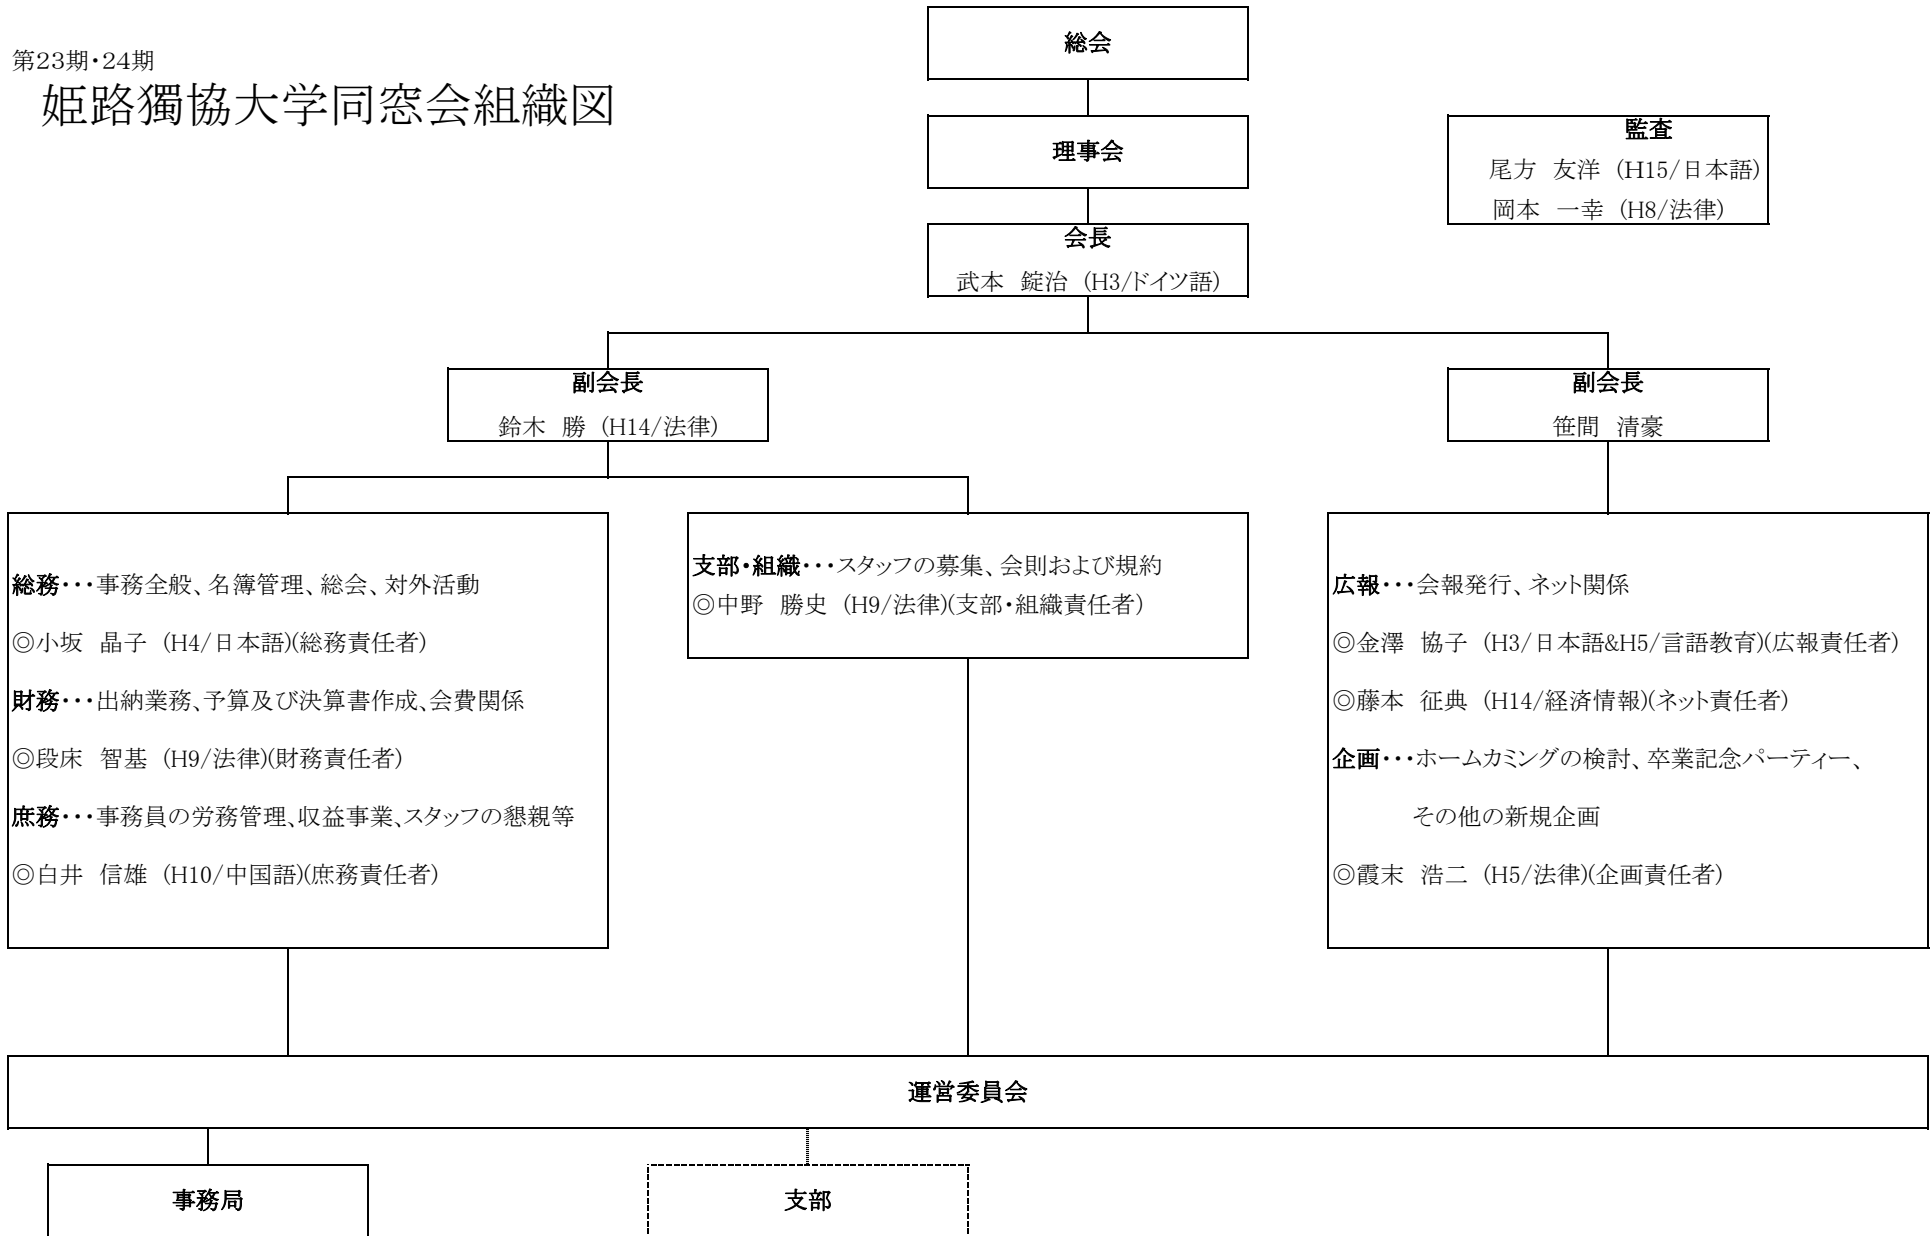 第23期・24期
姫路獨協大学同窓会組織図
総会
理事会
会長
武本　錠治　(H3/ドイツ語)
監査
尾方　友洋　(H15/日本語)
岡本　一幸　(H8/法律)
副会長
鈴木　勝　(H14/法律)
副会長
笹間　清豪
総務・・・事務全般、名簿管理、総会、対外活動
◎小坂　晶子　(H4/日本語)(総務責任者)
財務・・・出納業務、予算及び決算書作成、会費関係
◎段床　智基　(H9/法律)(財務責任者)
庶務・・・事務員の労務管理、収益事業、スタッフの懇親等
◎白井　信雄　(H10/中国語)(庶務責任者)
支部・組織・・・スタッフの募集、会則および規約
◎中野　勝史　(H9/法律)(支部・組織責任者)
広報・・・会報発行、ネット関係
◎金澤　協子　(H3/日本語&H5/言語教育)(広報責任者)
◎藤本　征典　(H14/経済情報)(ネット責任者)
企画・・・ホームカミングの検討、卒業記念パーティー、
その他の新規企画
◎霞末　浩二　(H5/法律)(企画責任者)
運営委員会
事務局
支部